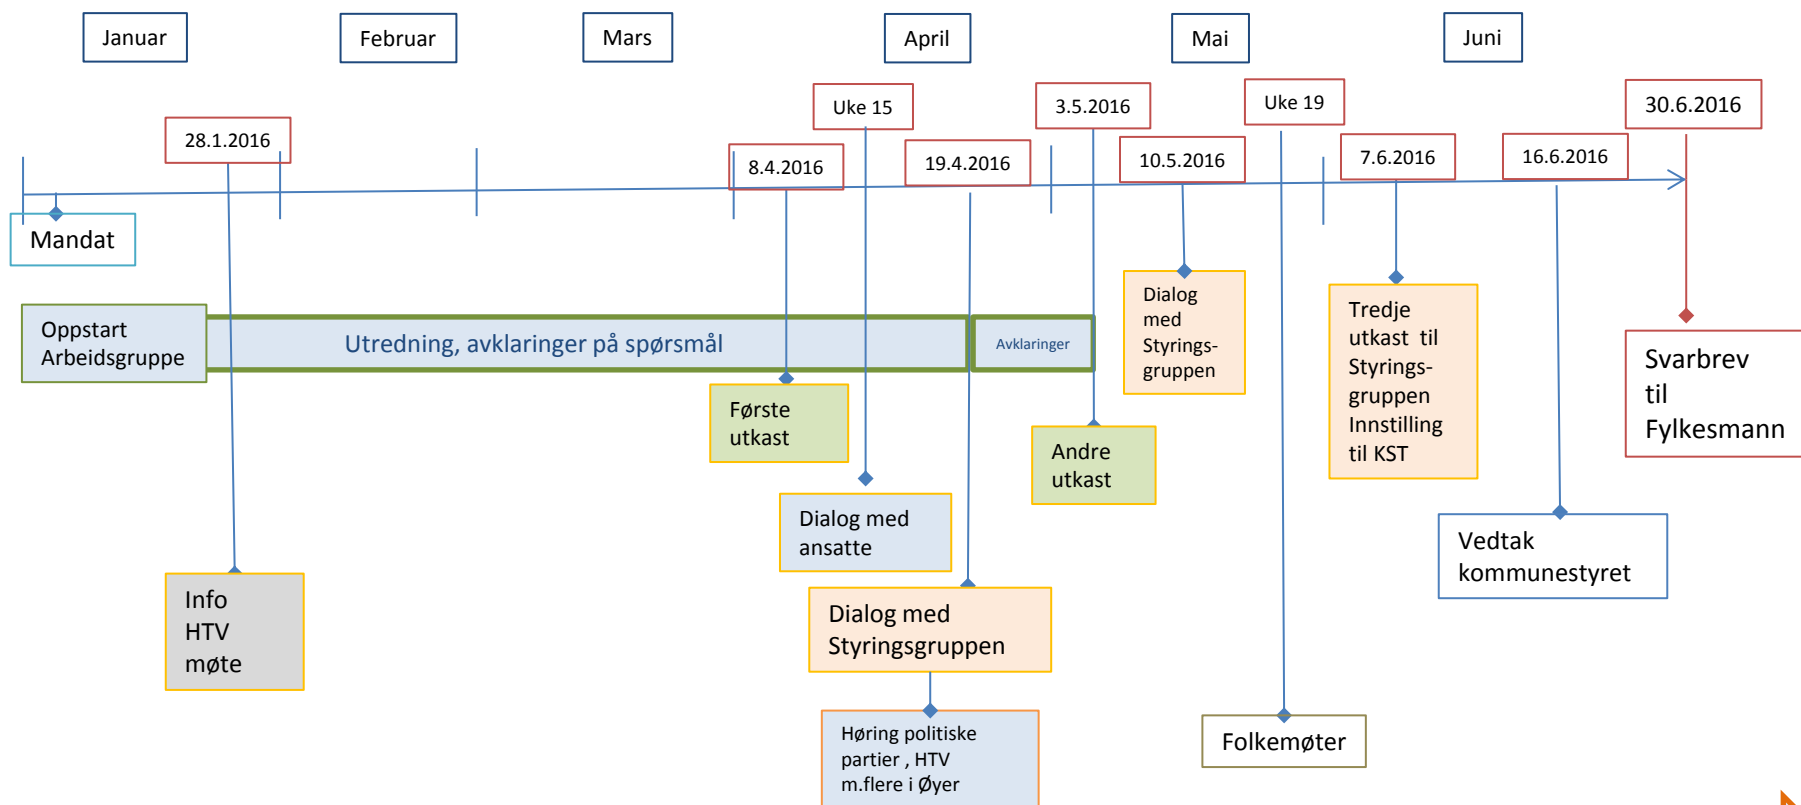 Januar
Februar
Mars
April
Mai
Juni
28.1.2016
8.4.2016
Uke 15
19.4.2016
3.5.2016
10.5.2016
Uke 19
7.6.2016
16.6.2016
30.6.2016
Mandat
Oppstart
Arbeidsgruppe
Utredning, avklaringer på spørsmål
Avklaringer
Info
HTV
møte
Første
utkast
Dialog med
ansatte
Dialog med
Styringsgruppen
Høring politiske
partier , HTV
m.flere i Øyer
Andre
utkast
Dialog
med
Styrings-
gruppen
Folkemøter
Tredje
utkast til
Styrings-
gruppen
Innstilling
til KST
Vedtak
kommunestyret
Svarbrev
til
Fylkesmann